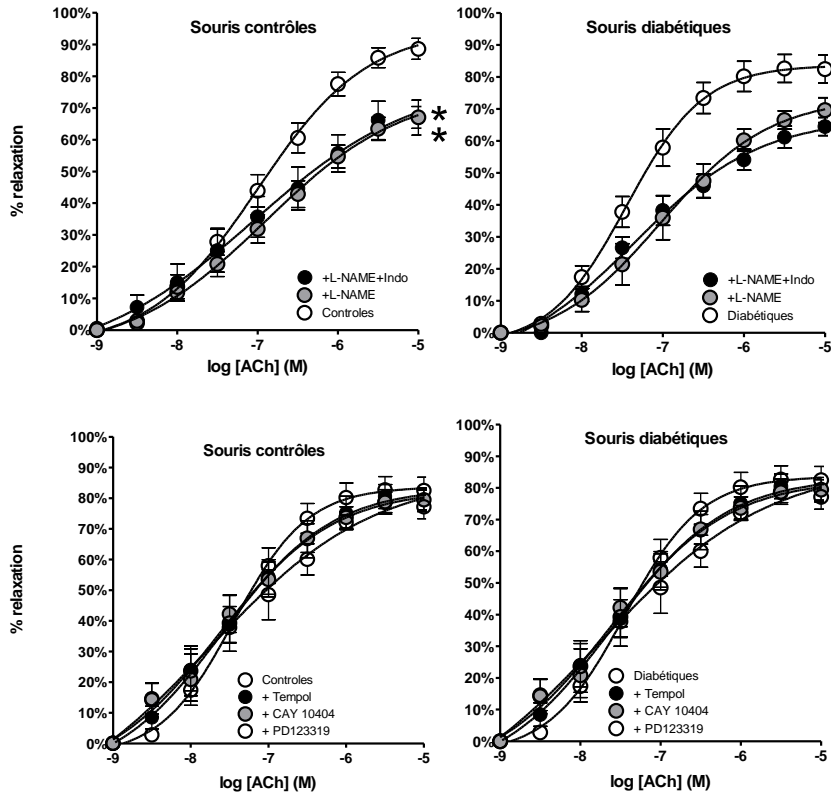 Souris contrôles
90%
80%
70%
60%
50%
40%
30%
20%
10%
0%
% relaxation
-9
-8
-7
-6
-5
log [ACh] (M)
+L-NAME+Indo
+L-NAME
Controles
*
*
Souris diabétiques
100%
90%
80%
70%
60%
50%
40%
30%
20%
10%
0%
-9
-8
-7
-6
-5
log [ACh] (M)
+L-NAME+Indo
+L-NAME
Diabétiques
Souris contrôles
100%
90%
80%
70%
60%
50%
40%
30%
20%
10%
0%
% relaxation
-9
-8
-7
-6
-5
log [ACh] (M)
Controles
+ Tempol
+ CAY 10404
+ PD123319
Souris diabétiques
100%
90%
80%
70%
60%
50%
40%
30%
20%
10%
0%
-9
-8
-7
-6
-5
log [ACh] (M)
Diabétiques
+ Tempol
+ CAY 10404
+ PD123319